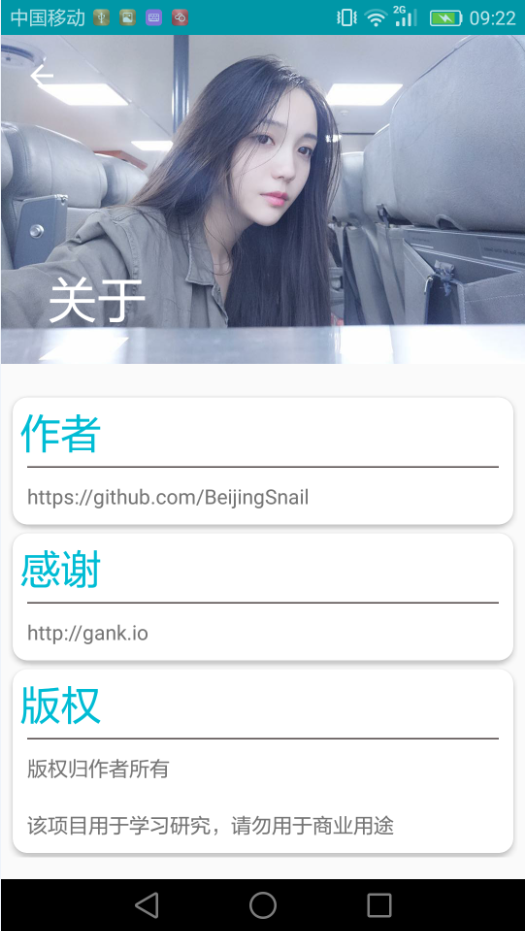 中国移动
2G
09:22
关于
作者
https://github.com/BeijingSnail
感谢
http://gank.io
版权
版权归作者所有
该项目用于学习研究，请勿用于商业用途